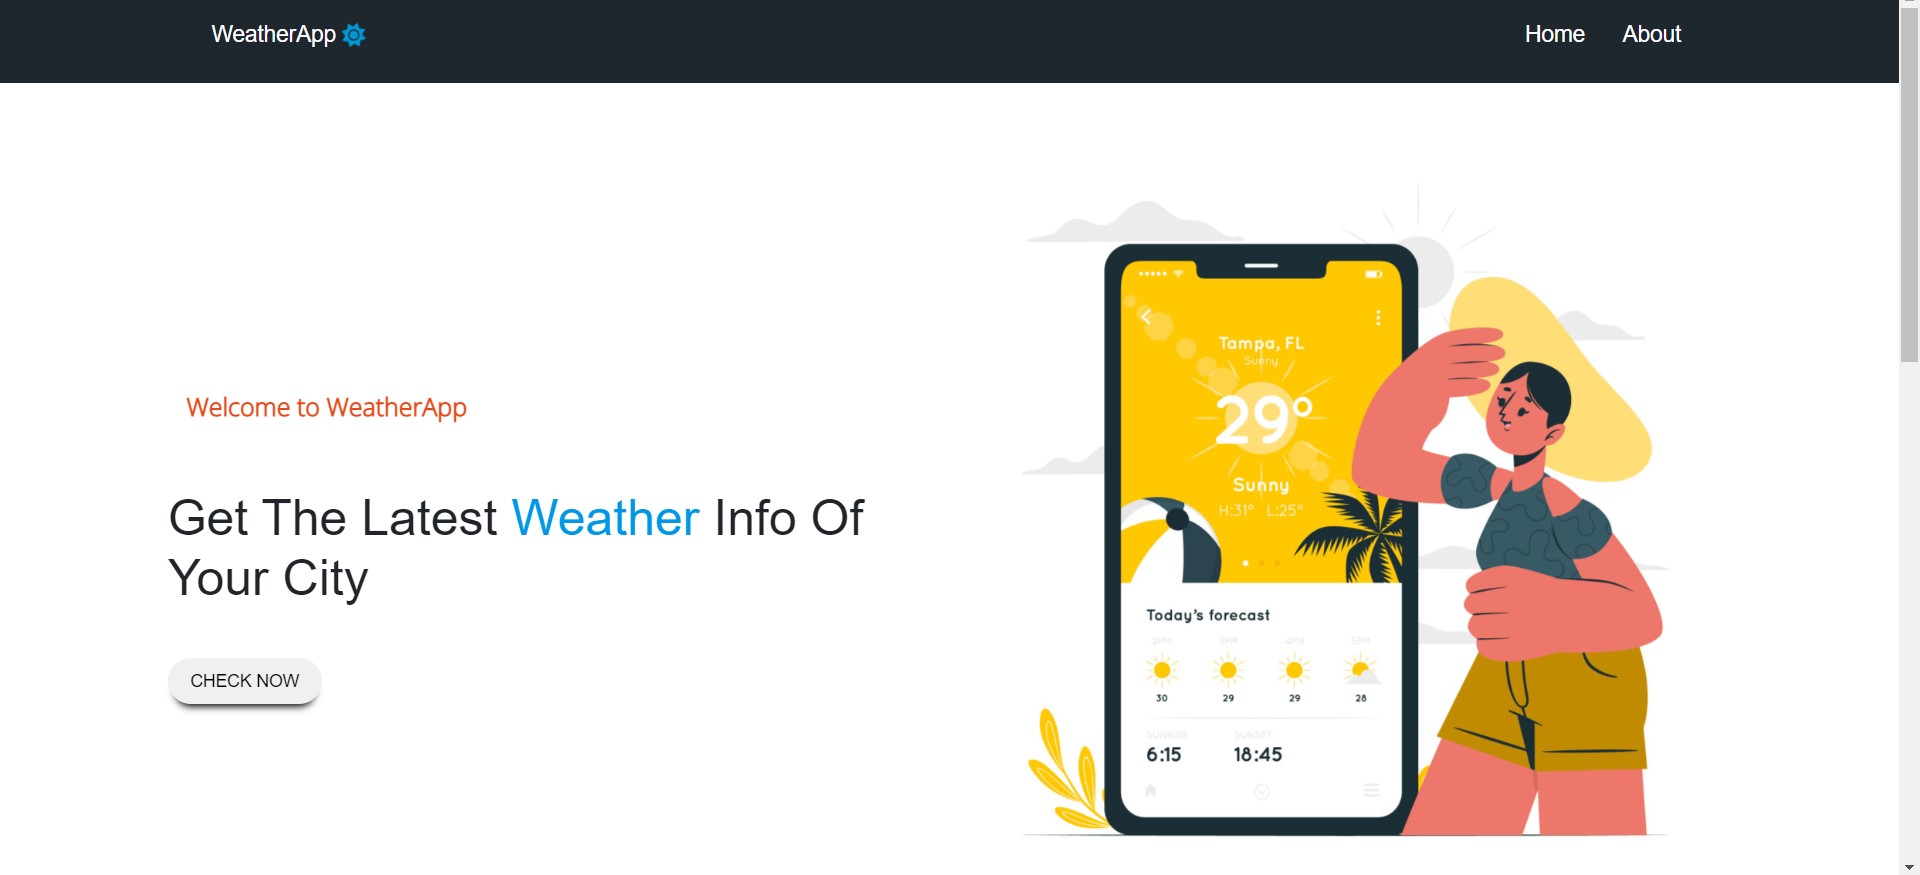 WeatherApp
Home About
Welcome to WeatherApp
Get The Latest Weather Info Of
Your City
CHECK NOW
Tampa, FL
Sunny
29°
Sunny
H:31° L:25°
Today's forecast
2PM 3PM 4PM 5PM
30 29 29 28
SUNRISE SUNSET
6:15 18:45